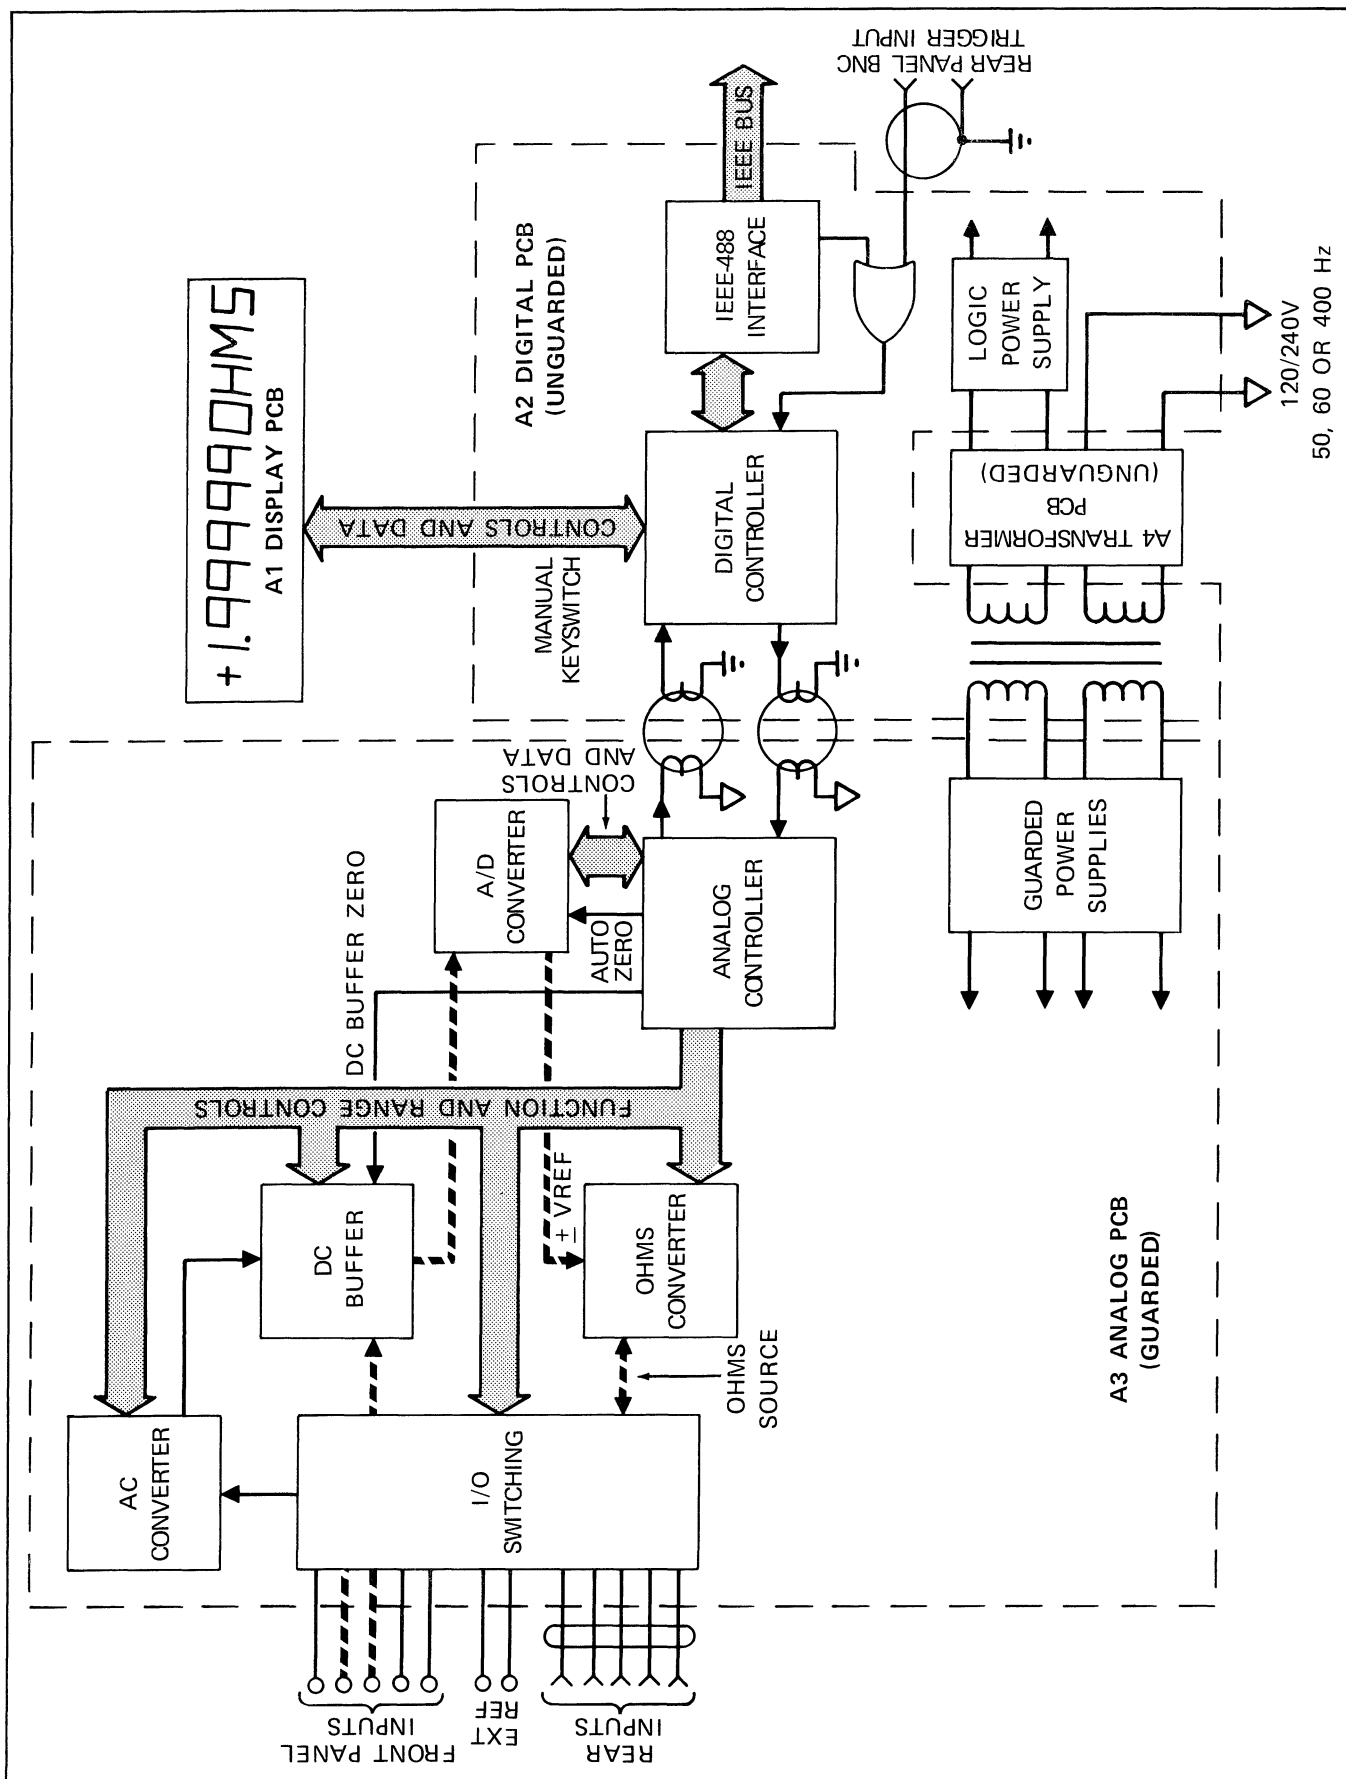 +1.999990OHMS
A1 DISPLAY PCB
A2 DIGITAL PCB
(UNGUARDED)
IEEE BUS
IEEE-488
INTERFACE
REAR PANEL BNC
TRIGGER INPUT
CONTROLS AND DATA
MANUAL
KEYSWITCH
DIGITAL
CONTROLLER
LOGIC
POWER
SUPPLY
A4 TRANSFORMER
PCB
(UNGUARDED)
120/240V
50, 60 OR 400 Hz
CONTROLS
AND DATA
A/D
CONVERTER
DC BUFFER ZERO
AUTO
ZERO
ANALOG
CONTROLLER
GUARDED
POWER
SUPPLIES
FUNCTION AND RANGE CONTROLS
DC
BUFFER
± VREF
OHMS
CONVERTER
OHMS
SOURCE
A3 ANALOG PCB
(GUARDED)
AC
CONVERTER
I/O
SWITCHING
FRONT PANEL
INPUTS
EXT
REF
REAR
INPUTS